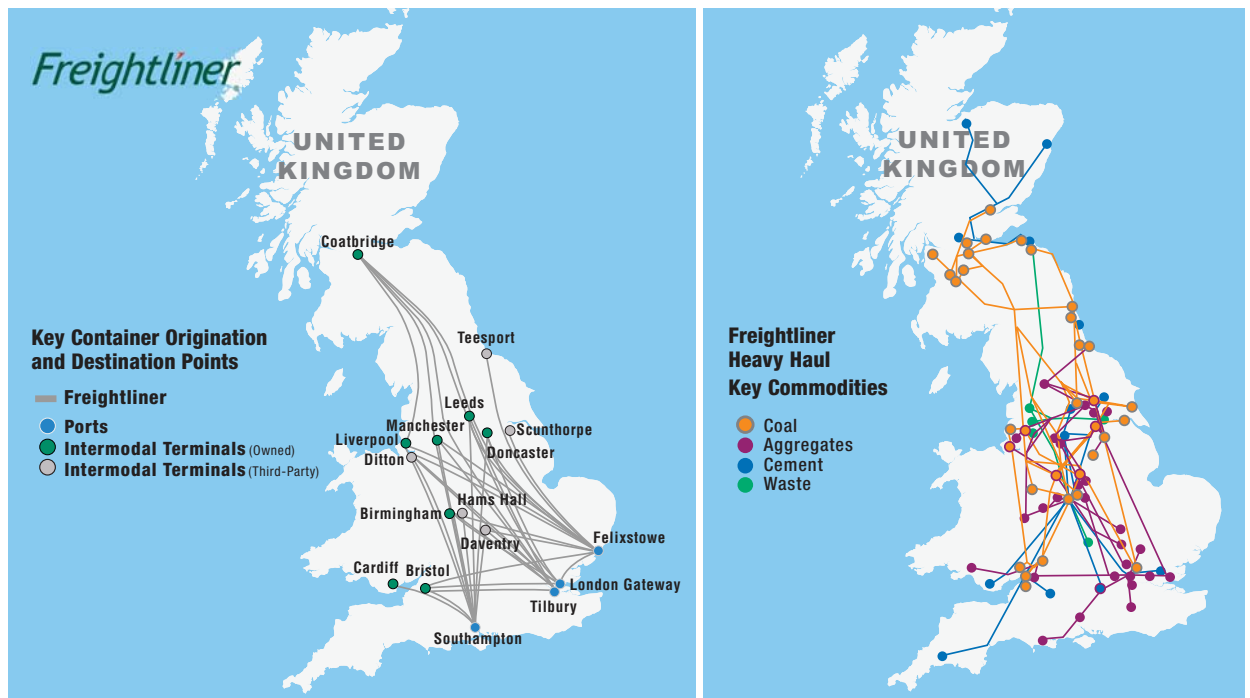 Freightliner
UNITED
KINGDOM
Coatbridge
Key Container Origination
and Destination Points
Freightliner
Ports
Intermodal Terminals (Owned)
Intermodal Terminals (Third-Party)
Teesport
Leeds
Manchester
Scunthorpe
Liverpool
Doncaster
Ditton
Hams Hall
Birmingham
Daventry
Felixstowe
Cardiff
Bristol
London Gateway
Tilbury
Southampton
UNITED
KINGDOM
Freightliner
Heavy Haul
Key Commodities
Coal
Aggregates
Cement
Waste